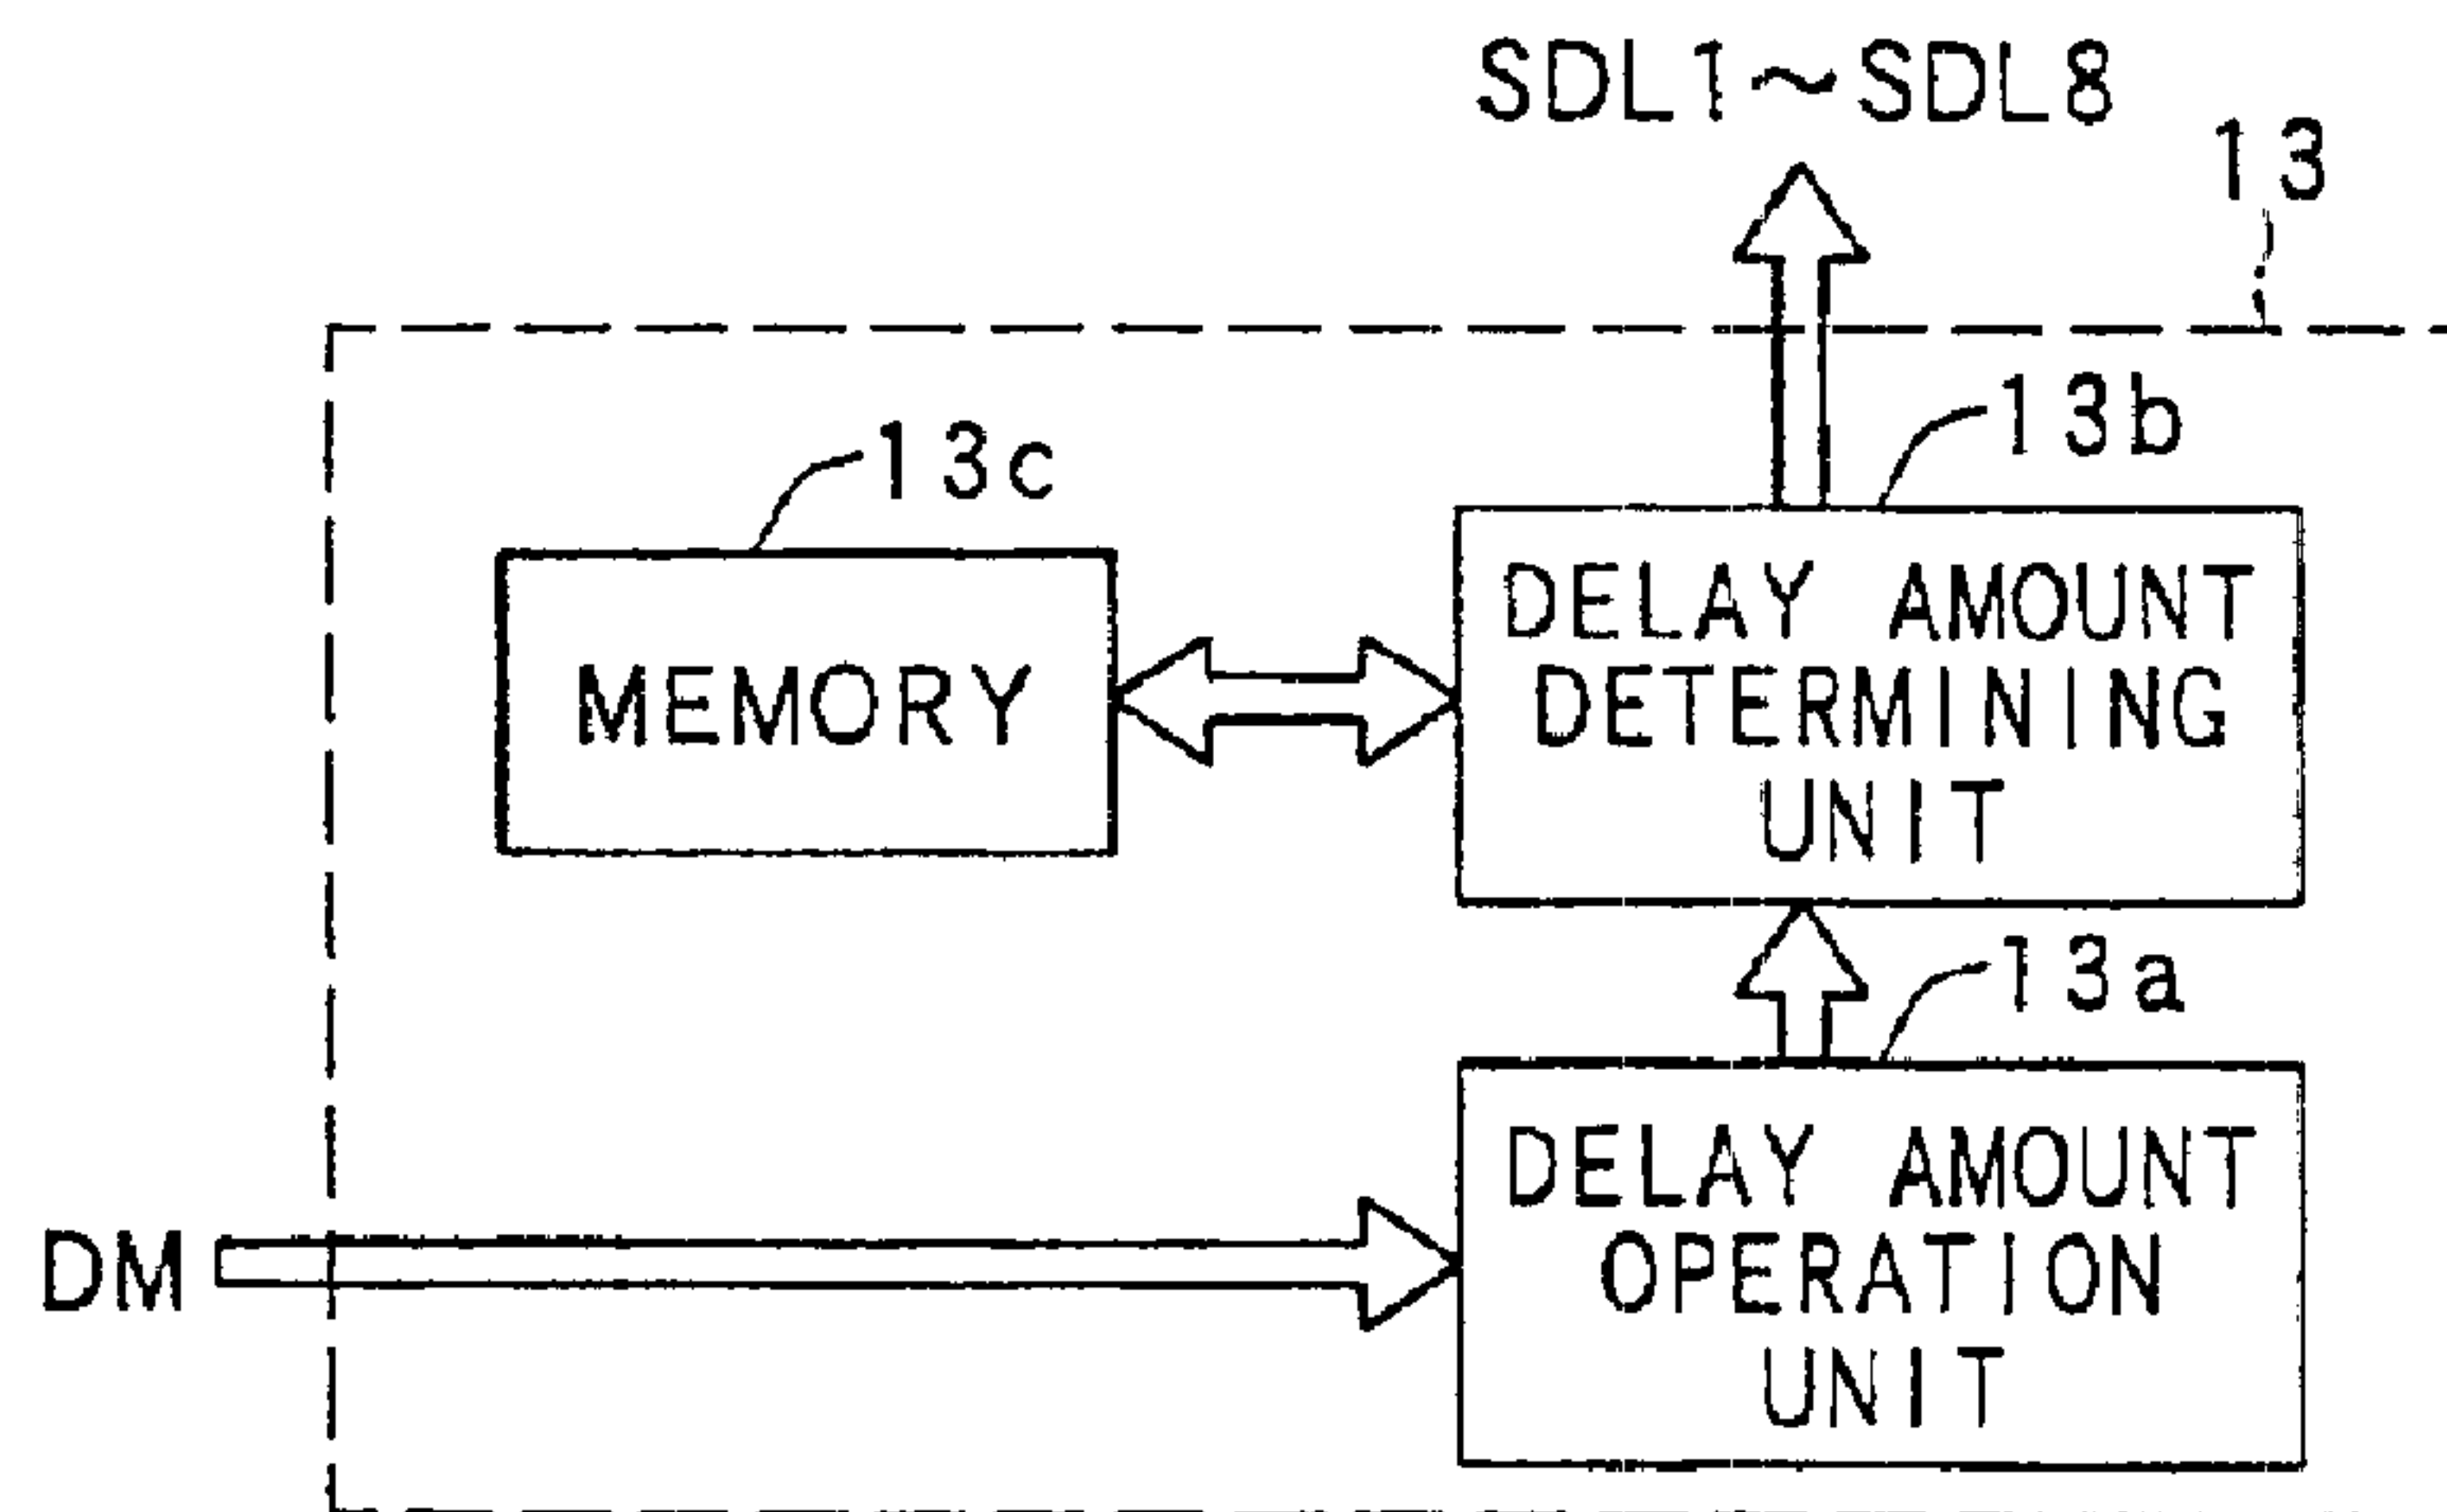 SDL1~SDL8
13
13c
13b
MEMORY
DELAY AMOUNT
DETERMINING
UNIT
13a
DELAY AMOUNT
OPERATION
UNIT
DM